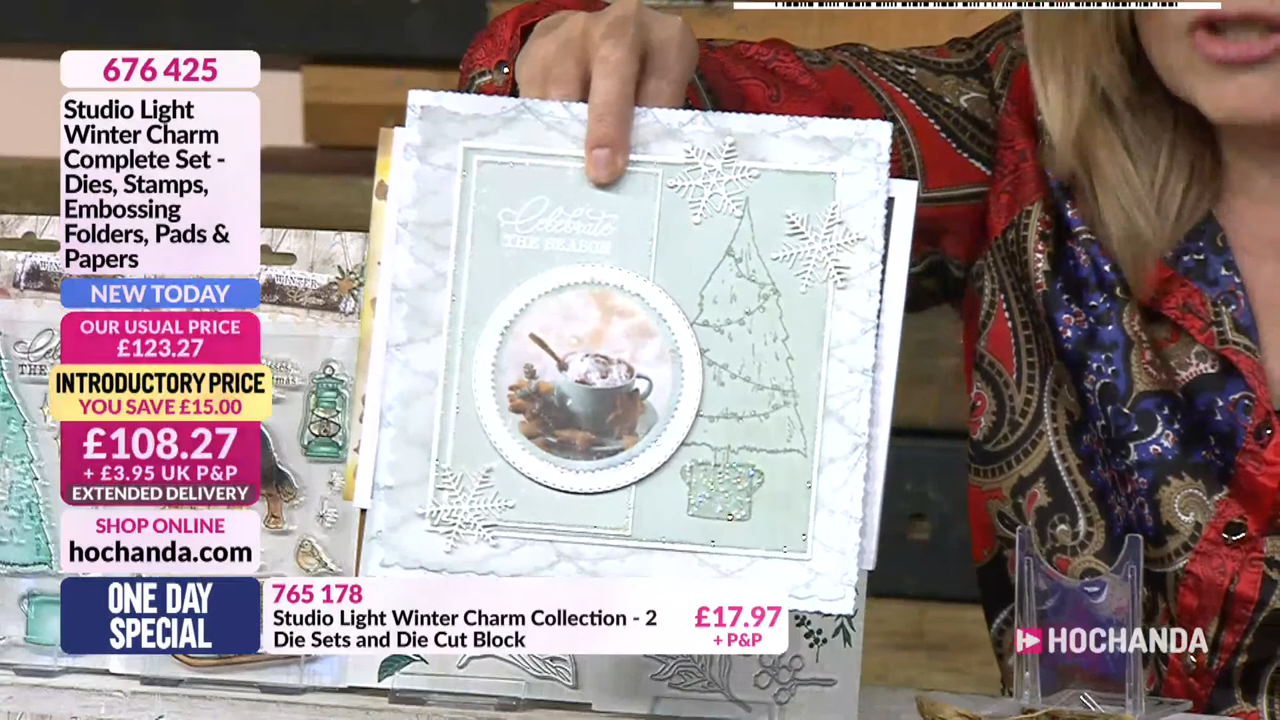 676 425
Studio Light
Winter Charm
Complete Set -
Dies, Stamps,
Embossing
Folders, Pads &
Papers
NEW TODAY
OUR USUAL PRICE
£123.27
INTRODUCTORY PRICE
YOU SAVE £15.00
£108.27
+ £3.95 UK P&P
EXTENDED DELIVERY
SHOP ONLINE
hochanda.com
ONE DAY
SPECIAL
765 178
Studio Light Winter Charm Collection - 2
Die Sets and Die Cut Block
£17.97
+ P&P
Celebrate
THE SEASON
HOCHANDA